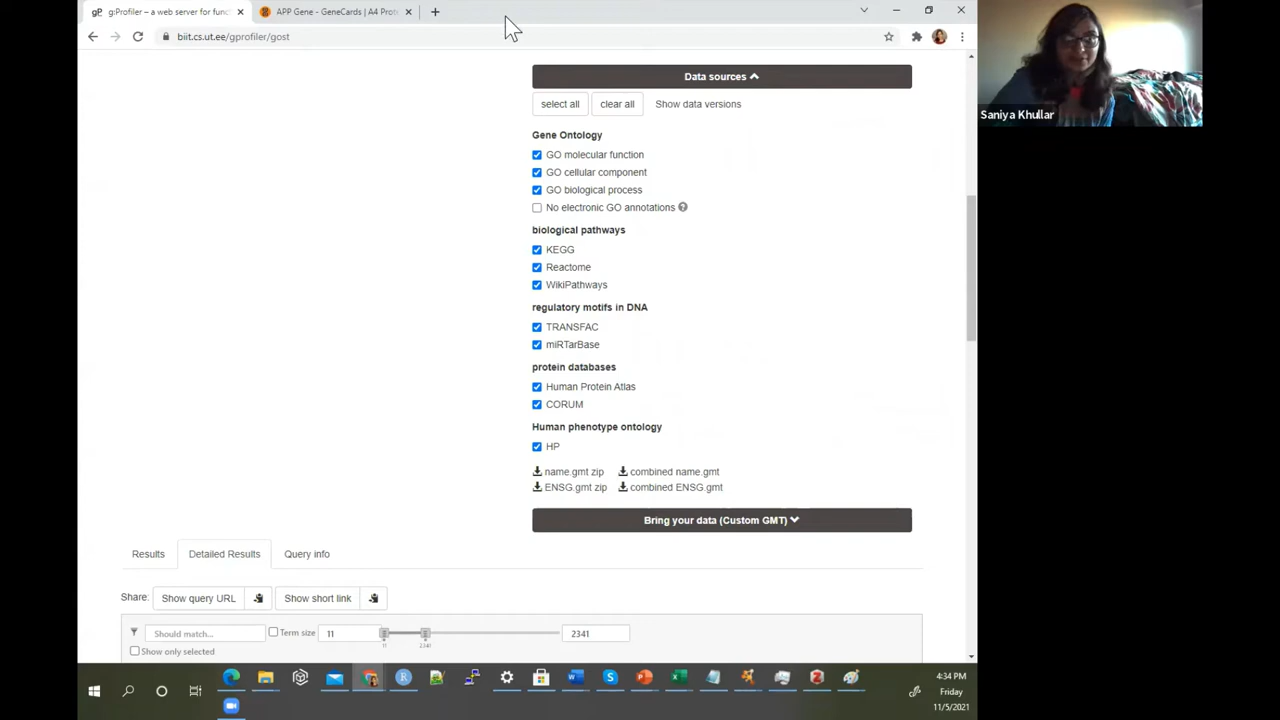 g:Profiler – a web server for func
APP Gene - GeneCards | A4 Prote
biit.cs.ut.ee/gprofiler/gost
Data sources
select all
clear all
Show data versions
Gene Ontology
GO molecular function
GO cellular component
GO biological process
No electronic GO annotations
biological pathways
KEGG
Reactome
WikiPathways
regulatory motifs in DNA
TRANSFAC
miRTarBase
protein databases
Human Protein Atlas
CORUM
Human phenotype ontology
HP
name.gmt zip combined name.gmt
ENSG.gmt zip combined ENSG.gmt
Bring your data (Custom GMT)
Results Detailed Results Query info
Share: Show query URL Show short link
Should match... Term size 11 2341
11 2341
Show only selected
4:34 PM
Friday
11/5/2021
Saniya Khullar